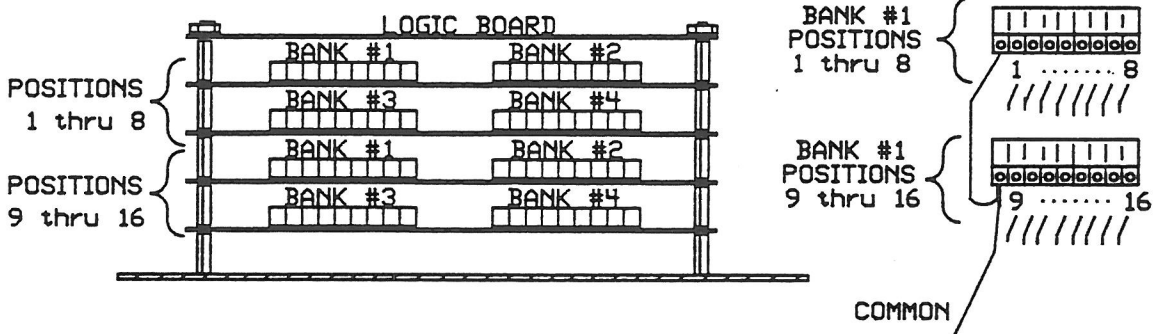 LOGIC BOARD
BANK #1 BANK #2
POSITIONS
1 thru 8
BANK #3 BANK #4
BANK #1 BANK #2
POSITIONS
9 thru 16
BANK #3 BANK #4
BANK #1
POSITIONS
1 thru 8
1 ........ 8
BANK #1
POSITIONS
9 thru 16
9 ........ 16
COMMON